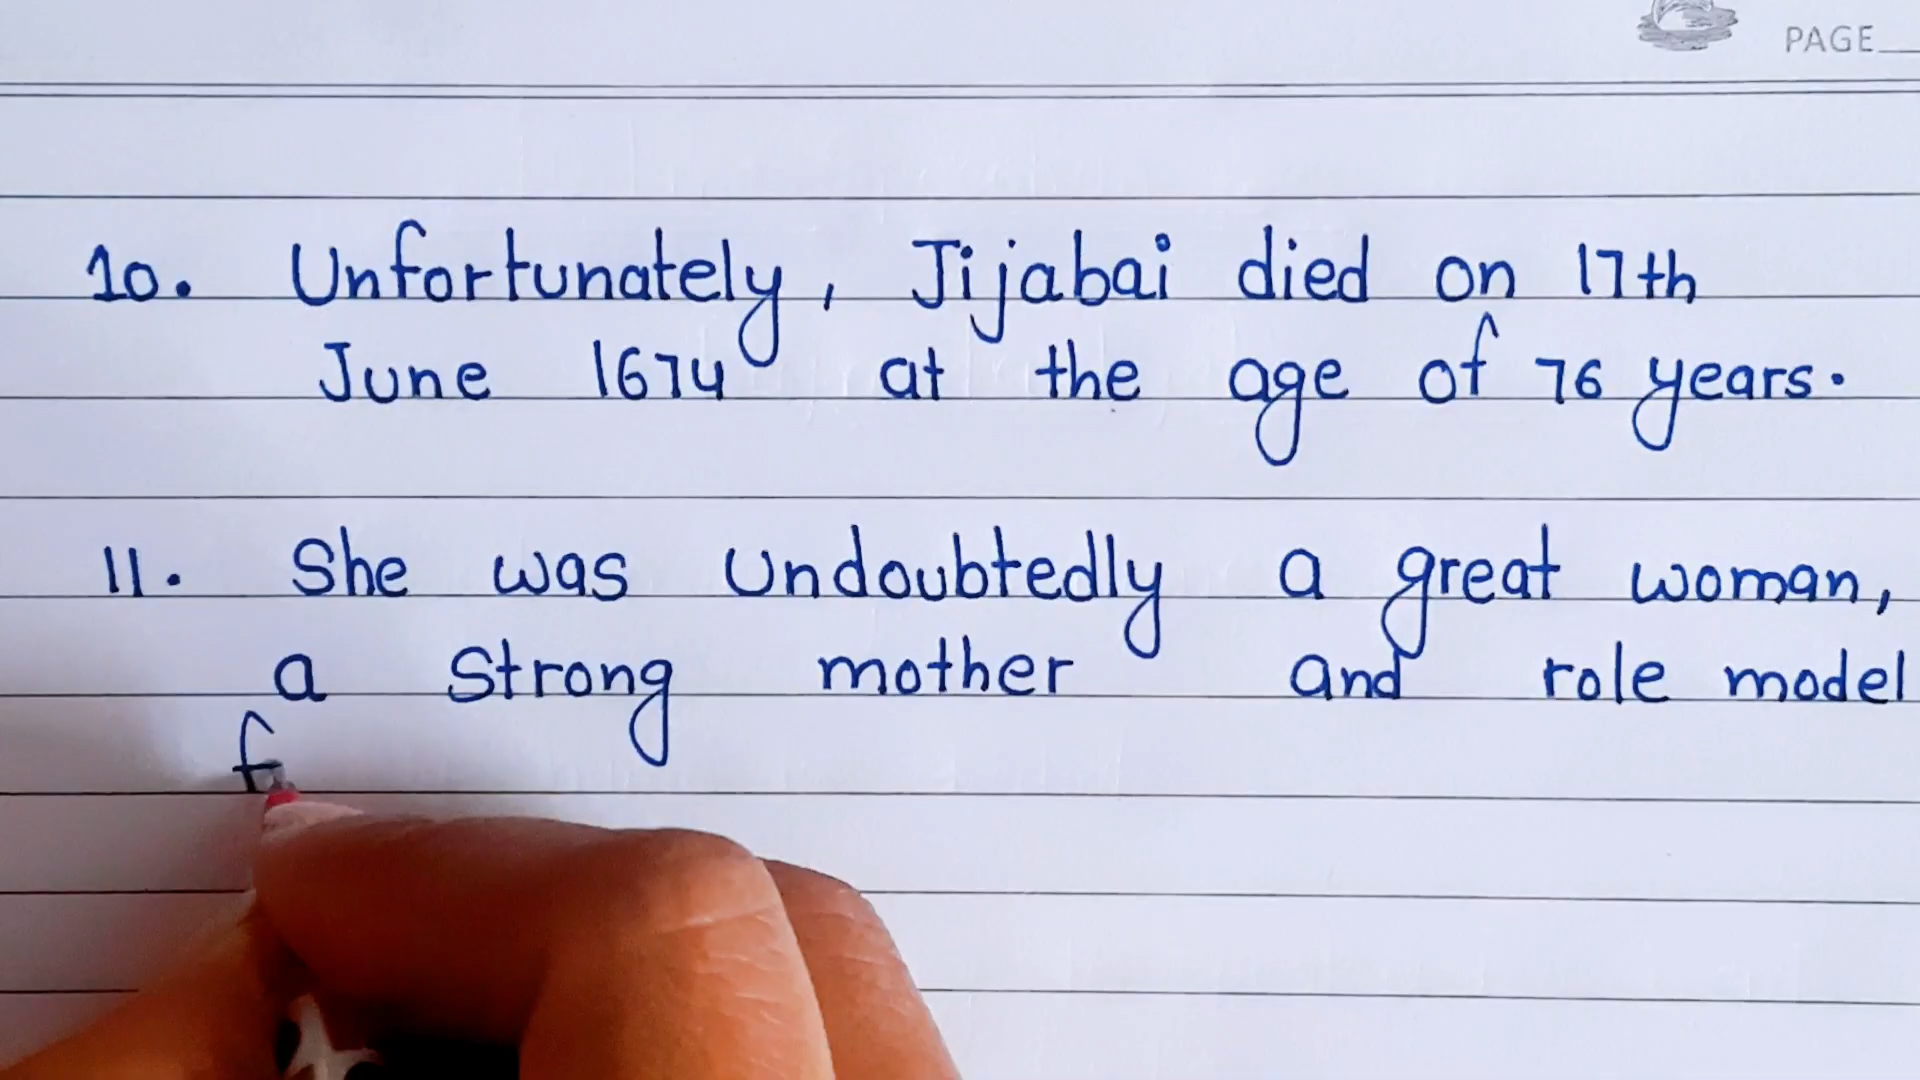 PAGE
10. Unfortunately, Jijabai died on 17th
June 1674 at the age of 76 years.
11. She was undoubtedly a great woman,
a strong mother and role model
f